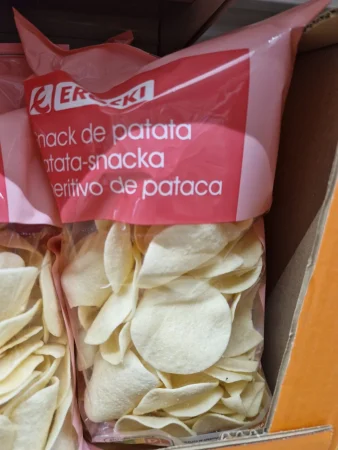 EROSKI
nack de patata
atata-snacka
eritivo de pataca